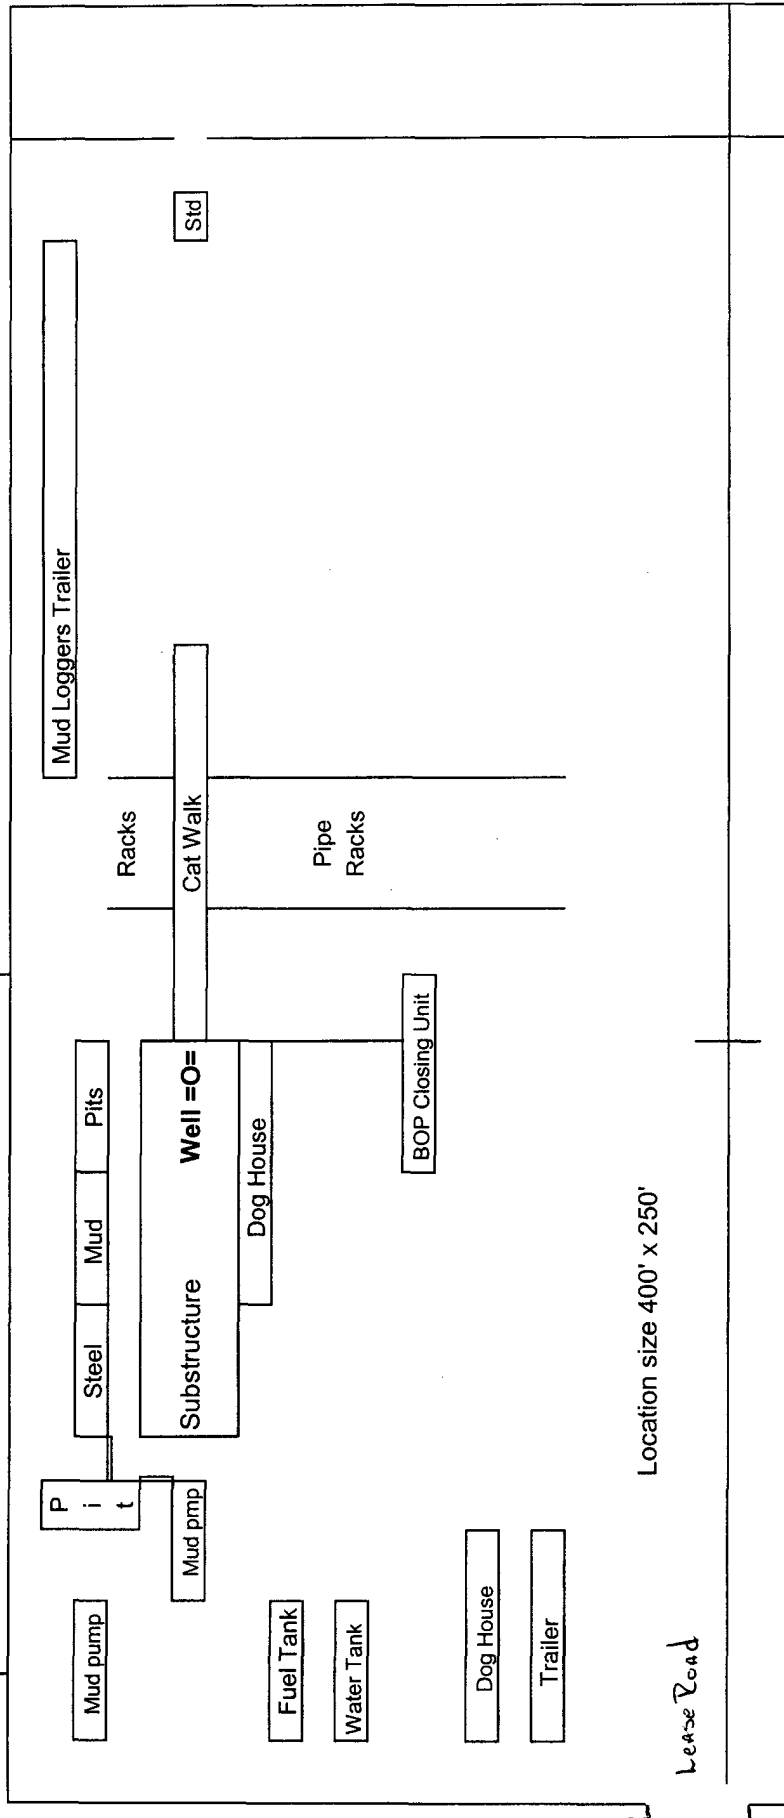 Mud Loggers Trailer
Std
Racks
Cat Walk
Pipe
Racks
Steel
Mud
Pits
P
i
t
Substructure
Well =O=
Dog House
BOP Closing Unit
Mud pump
Mud pmp
Fuel Tank
Water Tank
Dog House
Trailer
Location size 400' x 250'
Lease Road